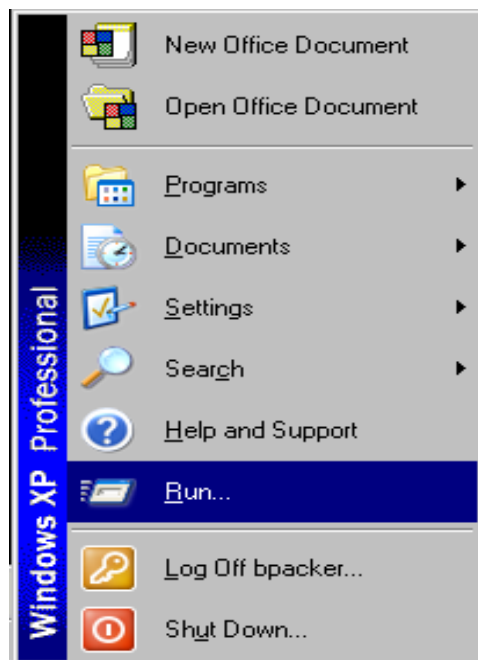 New Office Document
Open Office Document
Programs
Documents
Settings
Search
Help and Support
Run...
Log Off bpacker...
Shut Down...
Windows XP Professional